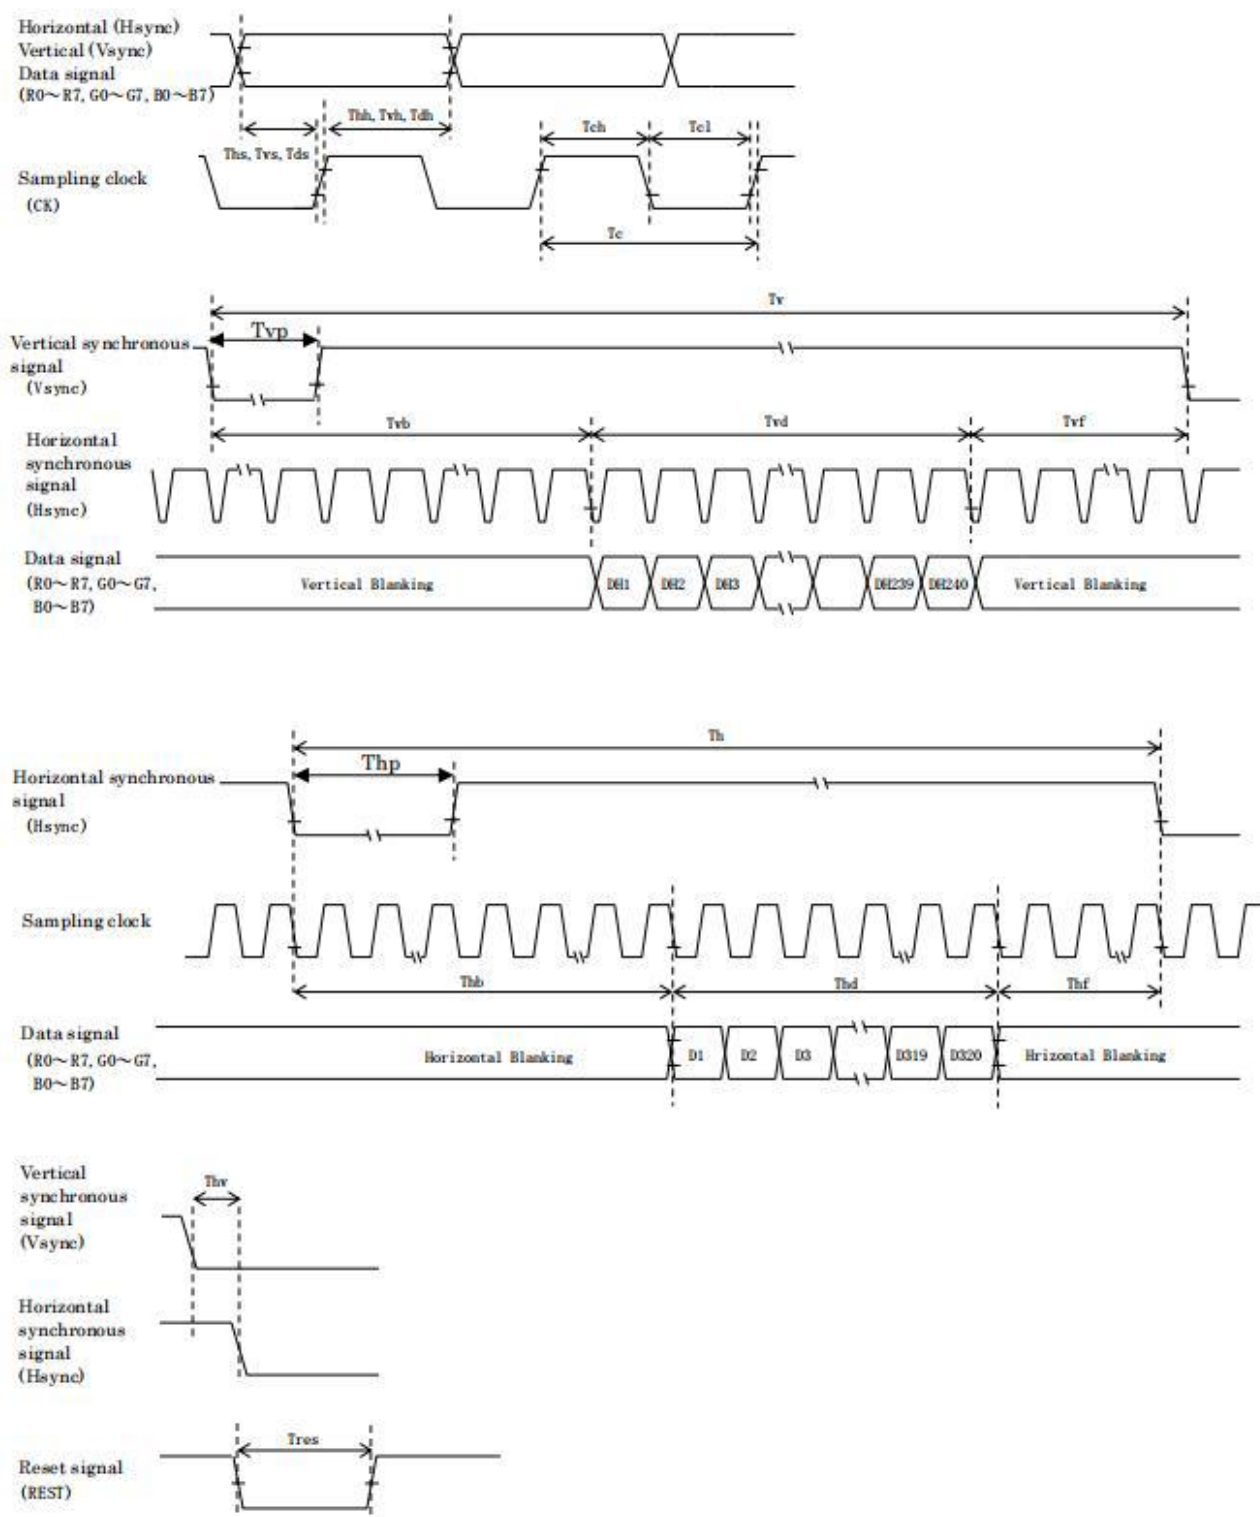 Horizontal (Hsync)
Vertical (Vsync)
Data signal
(R0～R7, G0～G7, B0～B7)
Thh, Tvh, Tdh
Tch
Tcl
Ths, Tvs, Tds
Sampling clock
(CK)
Tc
Tv
Tvp
Vertical synchronous
signal
(Vsync)
Tvb
Tvd
Tvf
Horizontal
synchronous
signal
(Hsync)
Data signal
(R0～R7, G0～G7,
B0～B7)
Vertical Blanking
DH1
DH2
DH3
DH239
DH240
Vertical Blanking
Th
Thp
Horizontal synchronous
signal
(Hsync)
Sampling clock
Thb
Thd
Thf
Data signal
(R0～R7, G0～G7,
B0～B7)
Horizontal Blanking
D1
D2
D3
D319
D320
Hrizontal Blanking
Vertical
synchronous
signal
(Vsync)
Thv
Horizontal
synchronous
signal
(Hsync)
Tres
Reset signal
(REST)